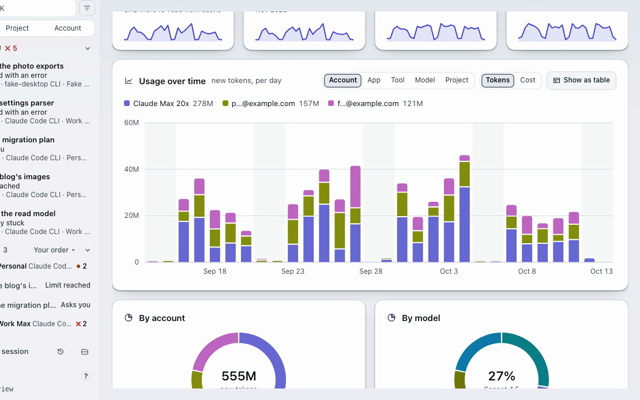 K
Project Account
✕ 5
the photo exports
d with an error
· fake-desktop CLI · Fake ...
settings parser
d with an error
· Claude Code CLI · Work ...
migration plan
u
· Claude Code CLI · Pers...
blog's images
ached
· Claude Code CLI · Pers...
the read model
y stuck
· Claude Code CLI · Work ...
3 Your order
Personal Claude Cod... 2
e blog's i... Limit reached
he migration pl... Asks you
Work Max Claude Co... ✕ 2
session
?
view
Usage over time new tokens, per day
Account App Tool Model Project
Tokens Cost
Show as table
Claude Max 20x 278M p...@example.com 157M f...@example.com 121M
60M
40M
20M
0
Sep 18 Sep 23 Sep 28 Oct 3 Oct 8 Oct 13
By account
555M
By model
27%